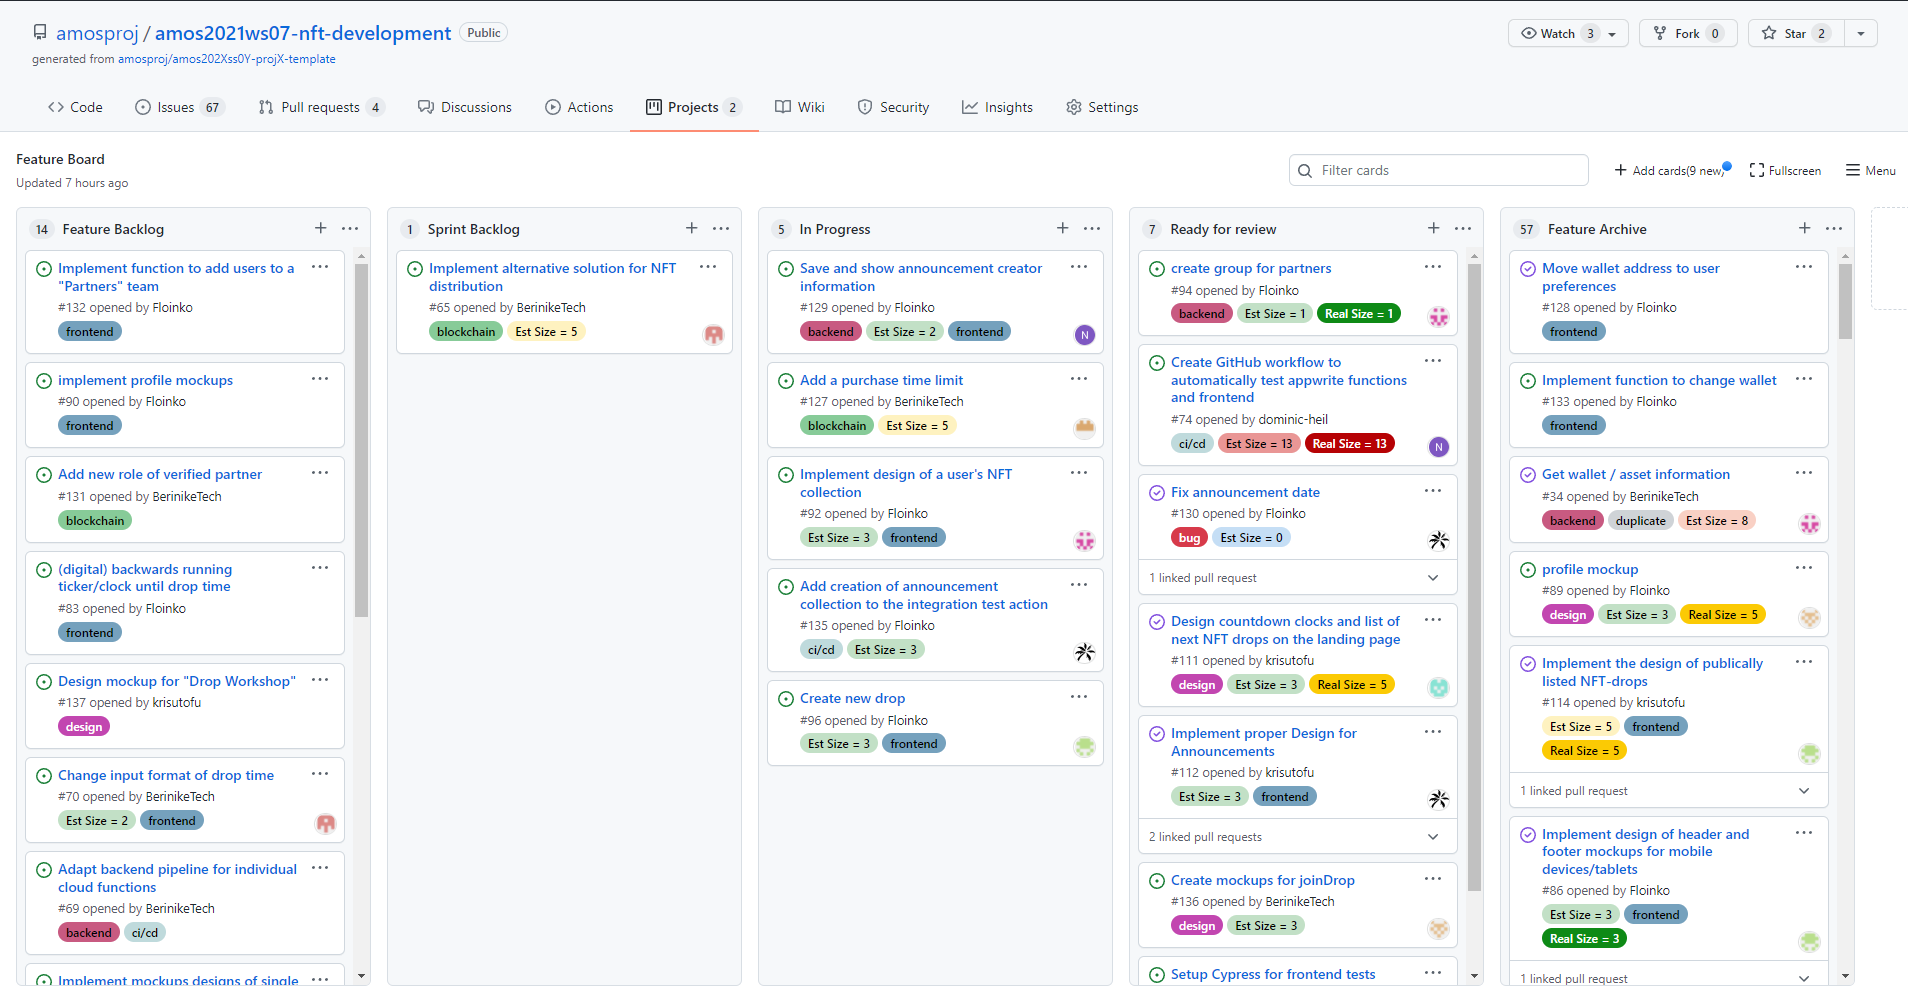 amosproj / amos2021ws07-nft-development Public
generated from amosproj/amos202Xss0Y-projX-template
Watch 3
Fork 0
Star 2
Code
Issues 67
Pull requests 4
Discussions
Actions
Projects 2
Wiki
Security
Insights
Settings
Feature Board
Updated 7 hours ago
Filter cards
Add cards(9 new)
Fullscreen
Menu
14 Feature Backlog
Implement function to add users to a
"Partners" team
#132 opened by Floinko
frontend
implement profile mockups
#90 opened by Floinko
frontend
Add new role of verified partner
#131 opened by BerinikeTech
blockchain
(digital) backwards running
ticker/clock until drop time
#83 opened by Floinko
frontend
Design mockup for "Drop Workshop"
#137 opened by krisutofu
design
Change input format of drop time
#70 opened by BerinikeTech
Est Size = 2 frontend
Adapt backend pipeline for individual
cloud functions
#69 opened by BerinikeTech
backend ci/cd
Implement mockups designs of single
1 Sprint Backlog
Implement alternative solution for NFT
distribution
#65 opened by BerinikeTech
blockchain Est Size = 5
5 In Progress
Save and show announcement creator
information
#129 opened by Floinko
backend Est Size = 2 frontend
N
Add a purchase time limit
#127 opened by BerinikeTech
blockchain Est Size = 5
Implement design of a user's NFT
collection
#92 opened by Floinko
Est Size = 3 frontend
Add creation of announcement
collection to the integration test action
#135 opened by Floinko
ci/cd Est Size = 3
Create new drop
#96 opened by Floinko
Est Size = 3 frontend
7 Ready for review
create group for partners
#94 opened by Floinko
backend Est Size = 1 Real Size = 1
Create GitHub workflow to
automatically test appwrite functions
and frontend
#74 opened by dominic-heil
ci/cd Est Size = 13 Real Size = 13
N
Fix announcement date
#130 opened by Floinko
bug Est Size = 0
1 linked pull request
Design countdown clocks and list of
next NFT drops on the landing page
#111 opened by krisutofu
design Est Size = 3 Real Size = 5
Implement proper Design for
Announcements
#112 opened by krisutofu
Est Size = 3 frontend
2 linked pull requests
Create mockups for joinDrop
#136 opened by BerinikeTech
design Est Size = 3
Setup Cypress for frontend tests
57 Feature Archive
Move wallet address to user
preferences
#128 opened by Floinko
frontend
Implement function to change wallet
#133 opened by Floinko
frontend
Get wallet / asset information
#34 opened by BerinikeTech
backend duplicate Est Size = 8
profile mockup
#89 opened by Floinko
design Est Size = 3 Real Size = 5
Implement the design of publically
listed NFT-drops
#114 opened by krisutofu
Est Size = 5 frontend
Real Size = 5
1 linked pull request
Implement design of header and
footer mockups for mobile
devices/tablets
#86 opened by Floinko
Est Size = 3 frontend
Real Size = 3
1 linked pull request